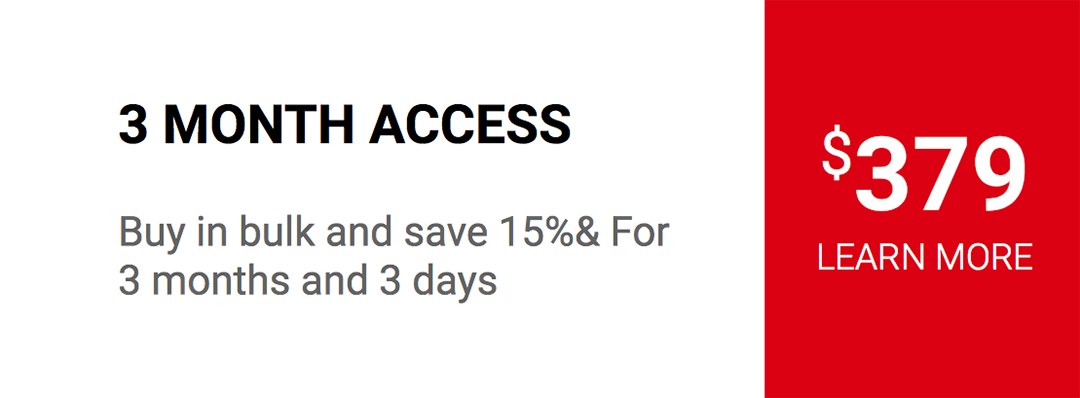 3 MONTH ACCESS
Buy in bulk and save 15%& For
3 months and 3 days
$379
LEARN MORE